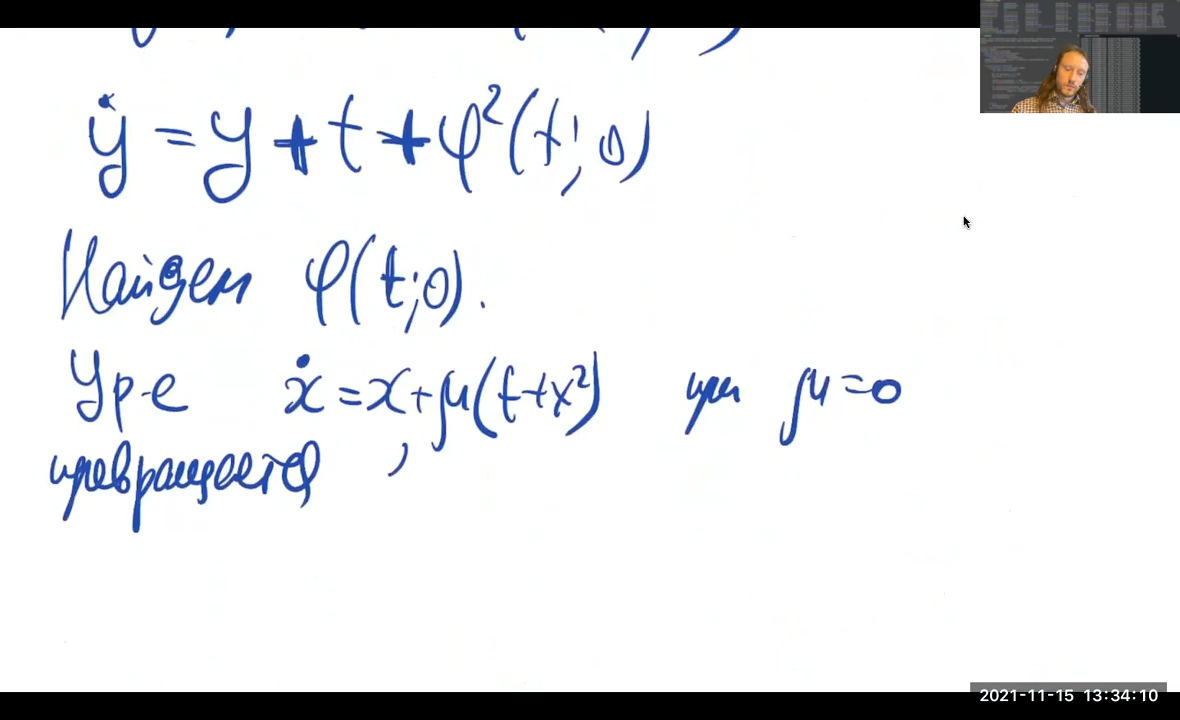 ẏ = y + t + φ²(t; 0)
Найдем φ(t; 0).
Ур-е ẋ = x + μ(t + x²) при μ = 0
превращается
2021-11-15 13:34:10